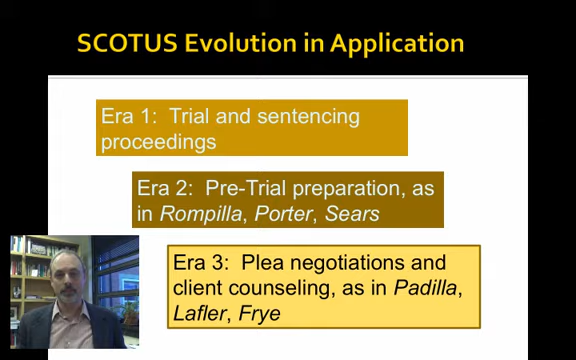 SCOTUS Evolution in Application
Era 1: Trial and sentencing
proceedings
Era 2: Pre-Trial preparation, as
in Rompilla, Porter, Sears
Era 3: Plea negotiations and
client counseling, as in Padilla,
Lafler, Frye